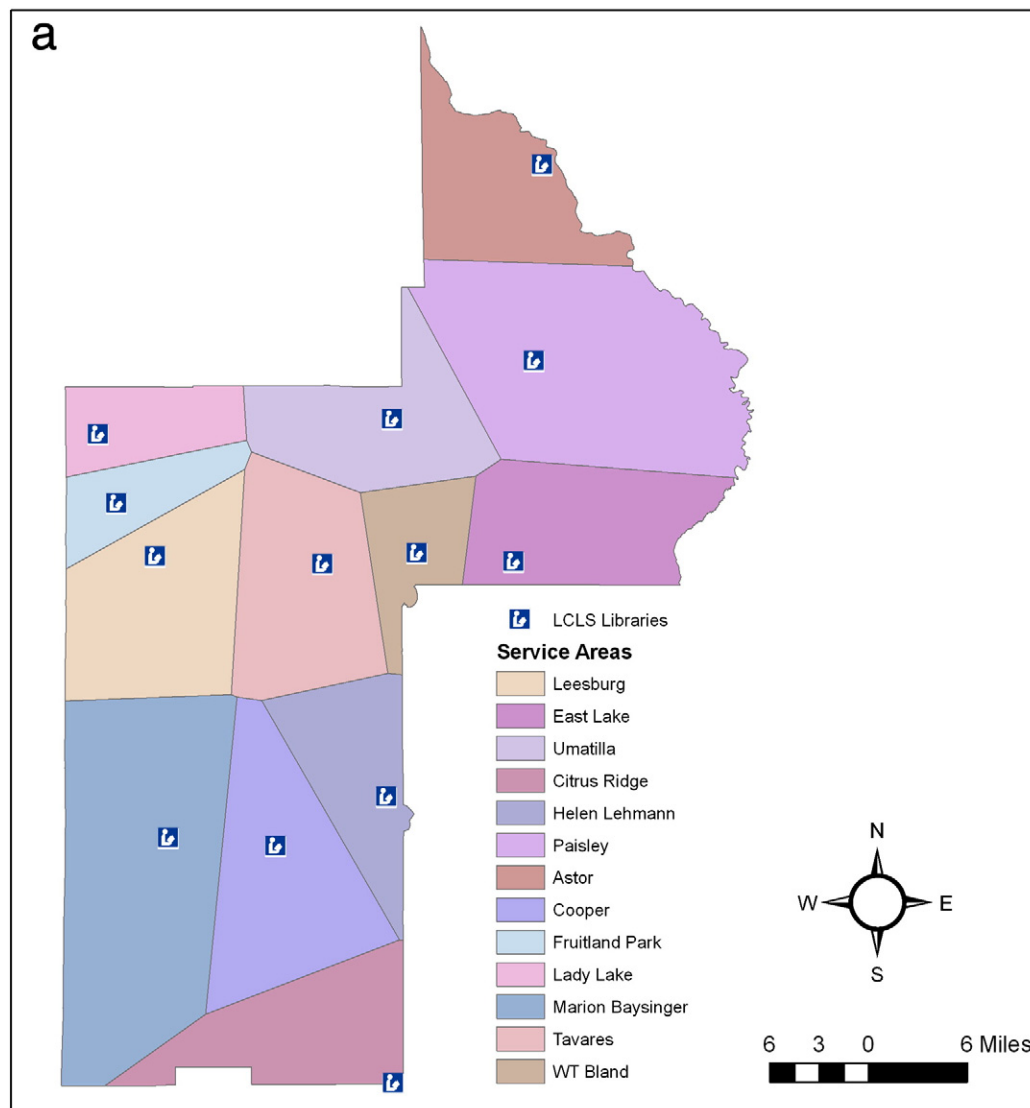 a
LCLS Libraries
Service Areas
Leesburg
East Lake
Umatilla
Citrus Ridge
Helen Lehmann
Paisley
Astor
Cooper
Fruitland Park
Lady Lake
Marion Baysinger
Tavares
WT Bland
N
W E
S
6 3 0 6 Miles